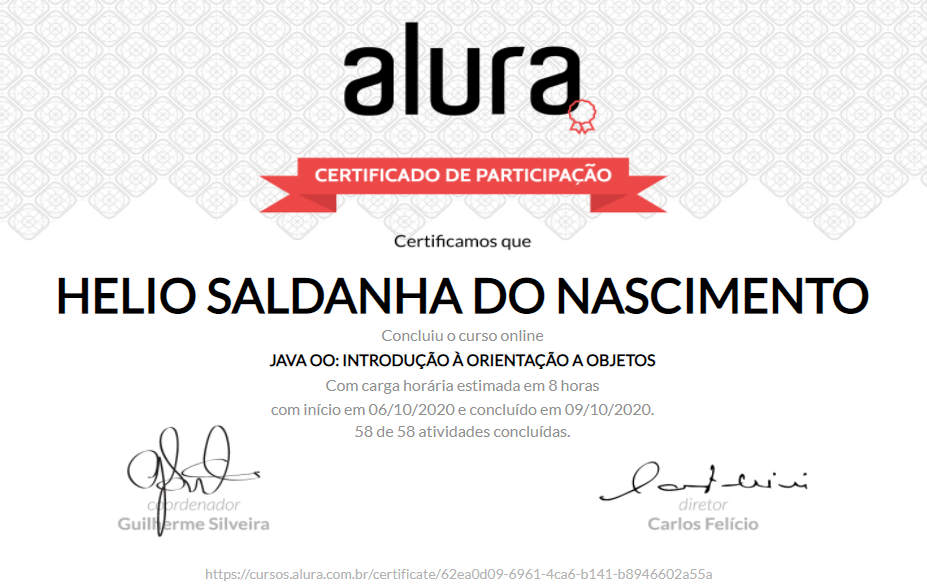 alura
CERTIFICADO DE PARTICIPAÇÃO
Certificamos que
HELIO SALDANHA DO NASCIMENTO
Concluiu o curso online
JAVA OO: INTRODUÇÃO À ORIENTAÇÃO A OBJETOS
Com carga horária estimada em 8 horas
com início em 06/10/2020 e concluído em 09/10/2020.
58 de 58 atividades concluídas.
coordenador
Guilherme Silveira
diretor
Carlos Felício
https://cursos.alura.com.br/certificate/62ea0d09-6961-4ca6-b141-b8946602a55a